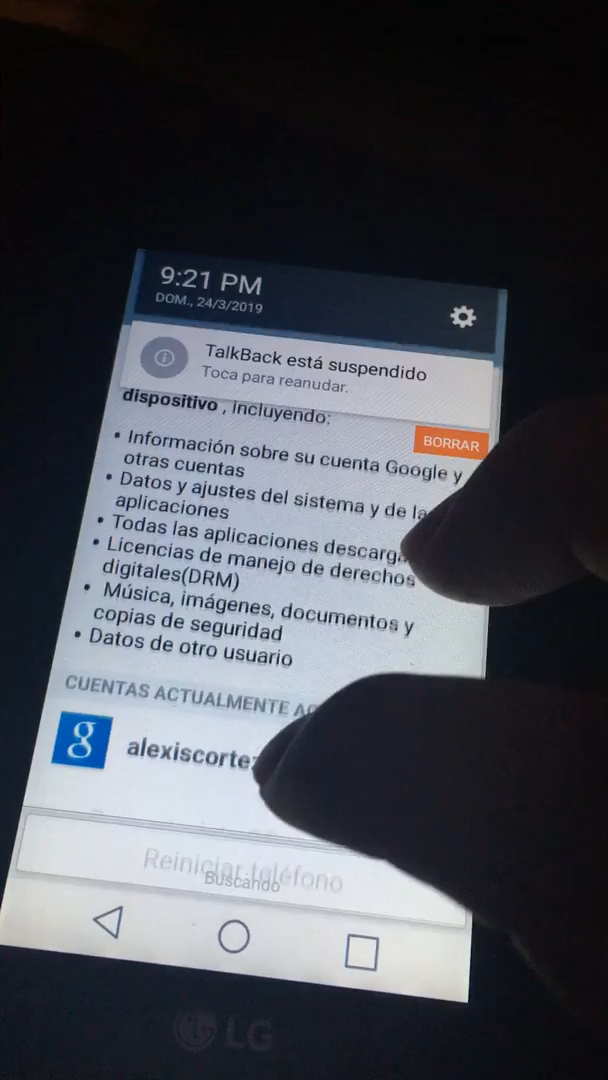 9:21 PM
DOM., 24/3/2019
TalkBack está suspendido
Toca para reanudar.
dispositivo , incluyendo:
BORRAR
• Información sobre su cuenta Google y
otras cuentas
• Datos y ajustes del sistema y de
aplicaciones
• Todas las aplicaciones
• Licencias de manejo de derechos
digitales(DRM)
• Música, imágenes, documentos y
copias de seguridad
• Datos de otro usuario
CUENTAS ACTUALMENTE
g
Reiniciar teléfono
Buscando
LG